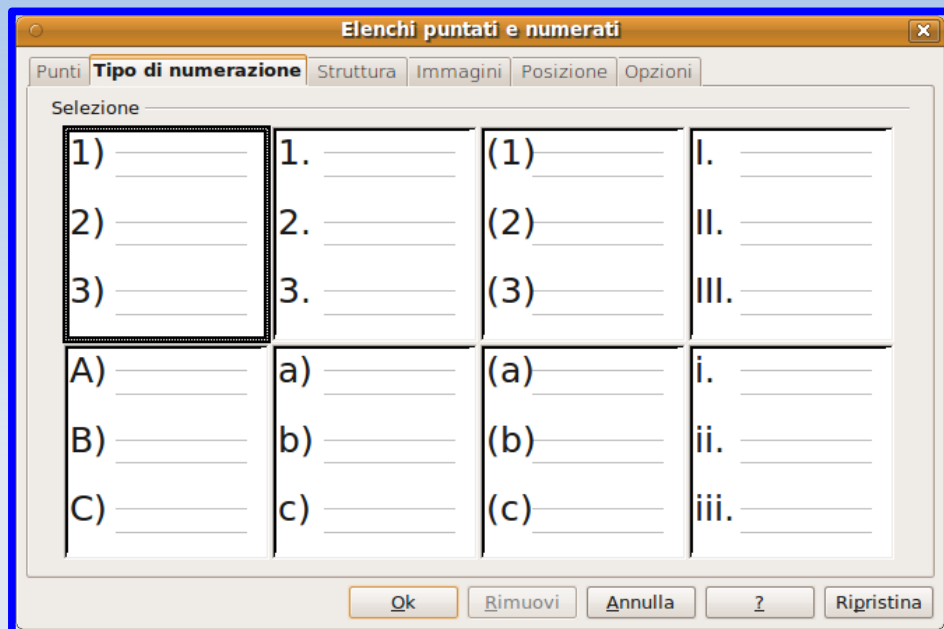 Elenchi puntati e numerati
Punti Tipo di numerazione Struttura Immagini Posizione Opzioni
Selezione
1) 1. (1) I.
2) 2. (2) II.
3) 3. (3) III.
A) a) (a) i.
B) b) (b) ii.
C) c) (c) iii.
Ok Rimuovi Annulla ? Ripristina